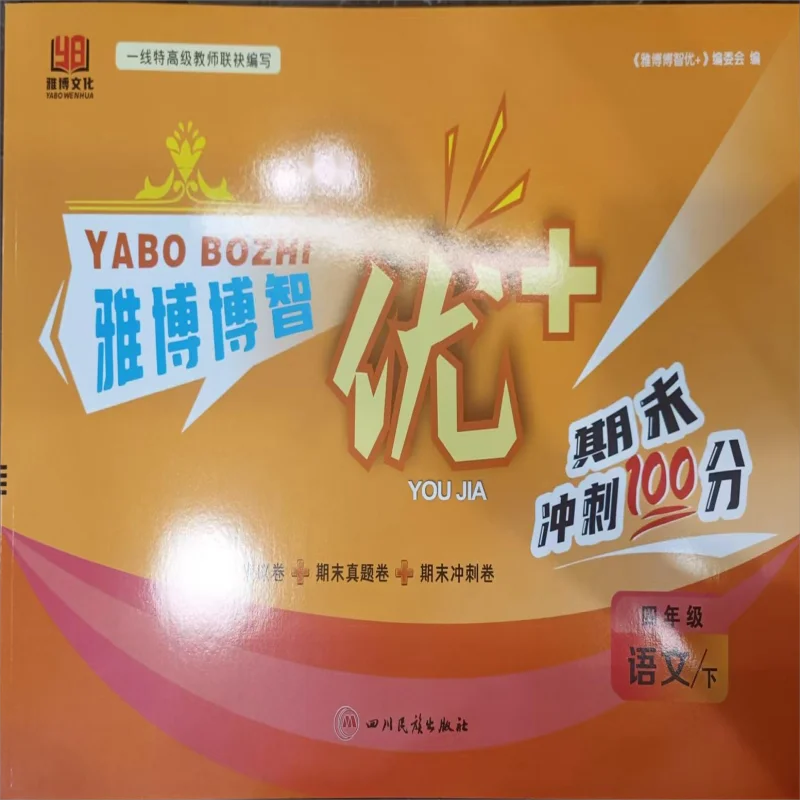 雅博文化
YABO WENHUA
一线特高级教师联袂编写
《雅博博智优+》编委会 编
YABO BOZHI
雅博博智
优+
YOU JIA
期末
冲刺100分
卷+期末真题卷+期末冲刺卷
四年级
语文/下
四川民族出版社